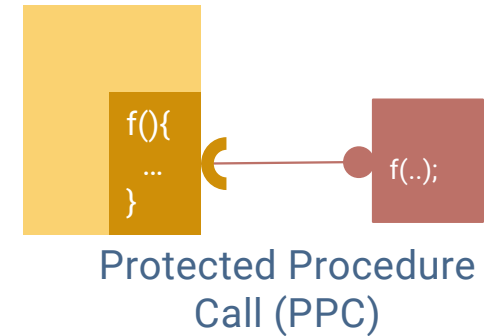 f(){
...
}
f(..);
Protected Procedure
Call (PPC)